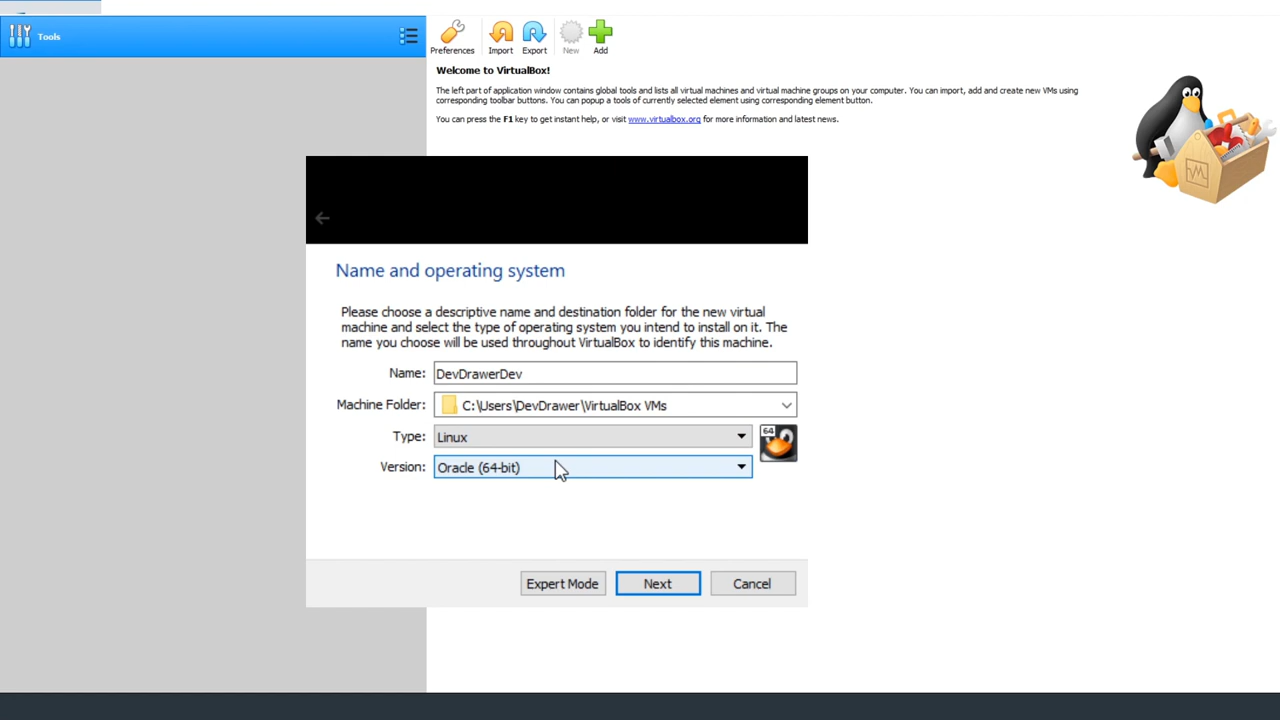 Tools
Preferences
Import
Export
New
Add
Welcome to VirtualBox!
The left part of application window contains global tools and lists all virtual machines and virtual machine groups on your computer. You can import, add and create new VMs using
corresponding toolbar buttons. You can popup a tools of currently selected element using corresponding element button.
You can press the F1 key to get instant help, or visit www.virtualbox.org for more information and latest news.
Name and operating system
Please choose a descriptive name and destination folder for the new virtual
machine and select the type of operating system you intend to install on it. The
name you choose will be used throughout VirtualBox to identify this machine.
Name: DevDrawerDev
Machine Folder: C:\Users\DevDrawer\VirtualBox VMs
Type: Linux
64
Version: Oracle (64-bit)
Expert Mode
Next
Cancel